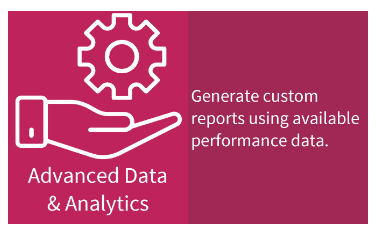 Advanced Data
& Analytics
Generate custom
reports using available
performance data.